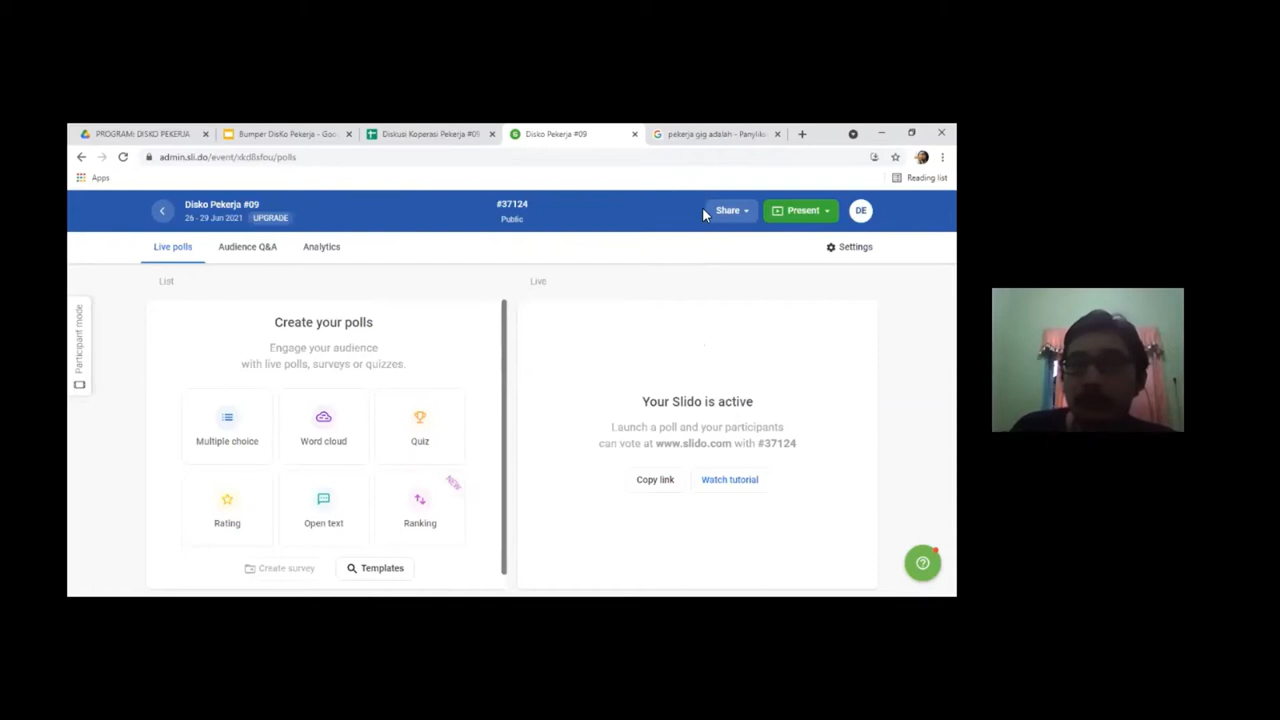 PROGRAM: DISKO PEKERJA
Bumper DisKo Pekerja - Goo
Diskusi Koperasi Pekerja #09
Disko Pekerja #09
pekerja gig adalah - Panyliko
admin.sli.do/event/xkd8sfou/polls
Apps
Reading list
Disko Pekerja #09
26 - 29 Jun 2021 UPGRADE
#37124
Public
Share
Present
DE
Live polls
Audience Q&A
Analytics
Settings
Participant mode
List
Live
Create your polls
Engage your audience
with live polls, surveys or quizzes.
Multiple choice
Word cloud
Quiz
Rating
Open text
Ranking
NEW
Create survey
Templates
Your Slido is active
Launch a poll and your participants
can vote at www.slido.com with #37124
Copy link
Watch tutorial